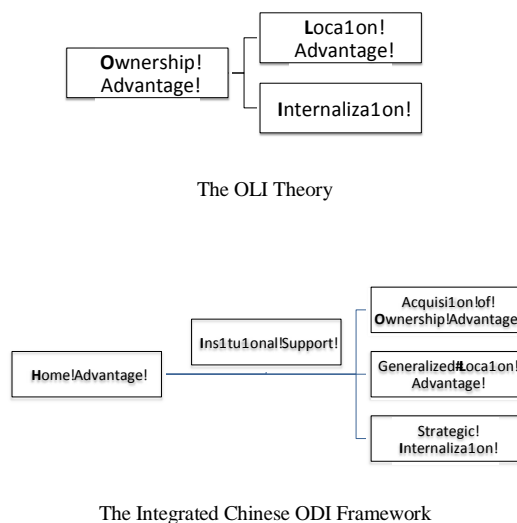 Ownership!
Advantage!
Loca1on!
Advantage!
Internaliza1on!
The OLI Theory
Home!Advantage!
Ins1tu1onal!Support!
Acquisi1on!of!
Ownership!Advantage
Generalized#Loca1on!
Advantage!
Strategic!
Internaliza1on!
The Integrated Chinese ODI Framework